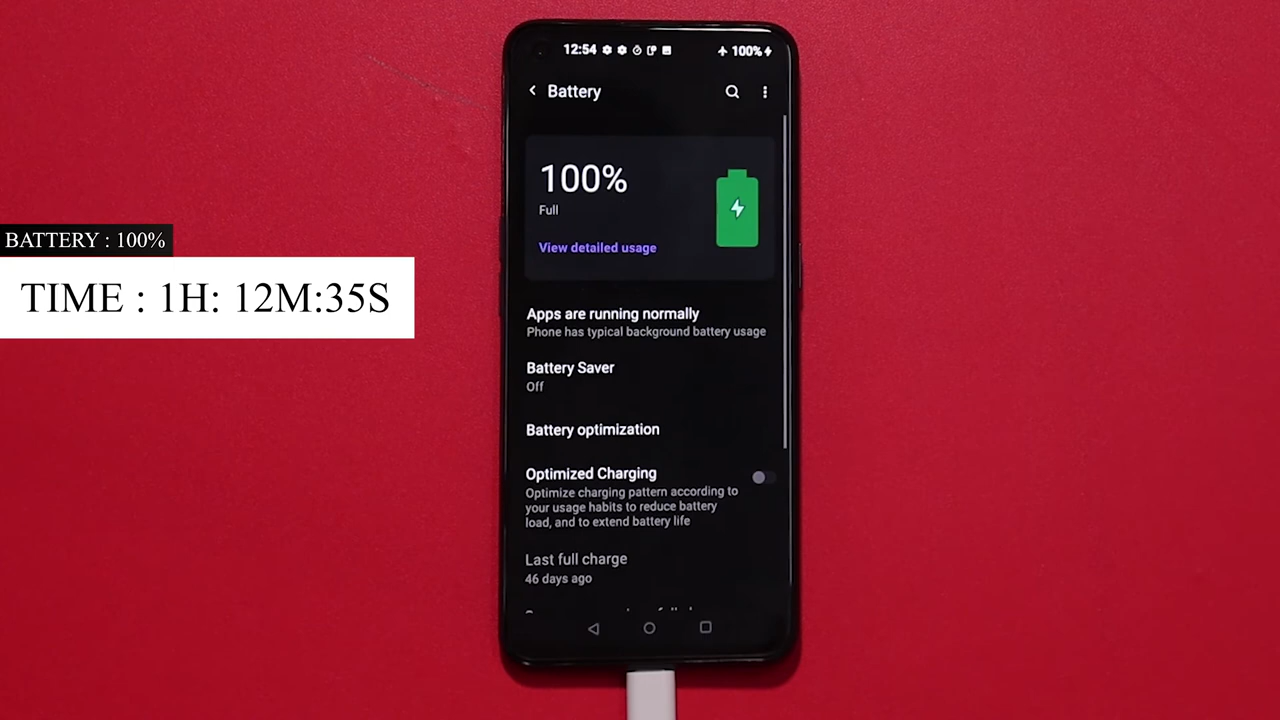 12:54
100%
Battery
100%
Full
View detailed usage
BATTERY : 100%
TIME : 1H: 12M:35S
Apps are running normally
Phone has typical background battery usage
Battery Saver
Off
Battery optimization
Optimized Charging
Optimize charging pattern according to
your usage habits to reduce battery
load, and to extend battery life
Last full charge
46 days ago